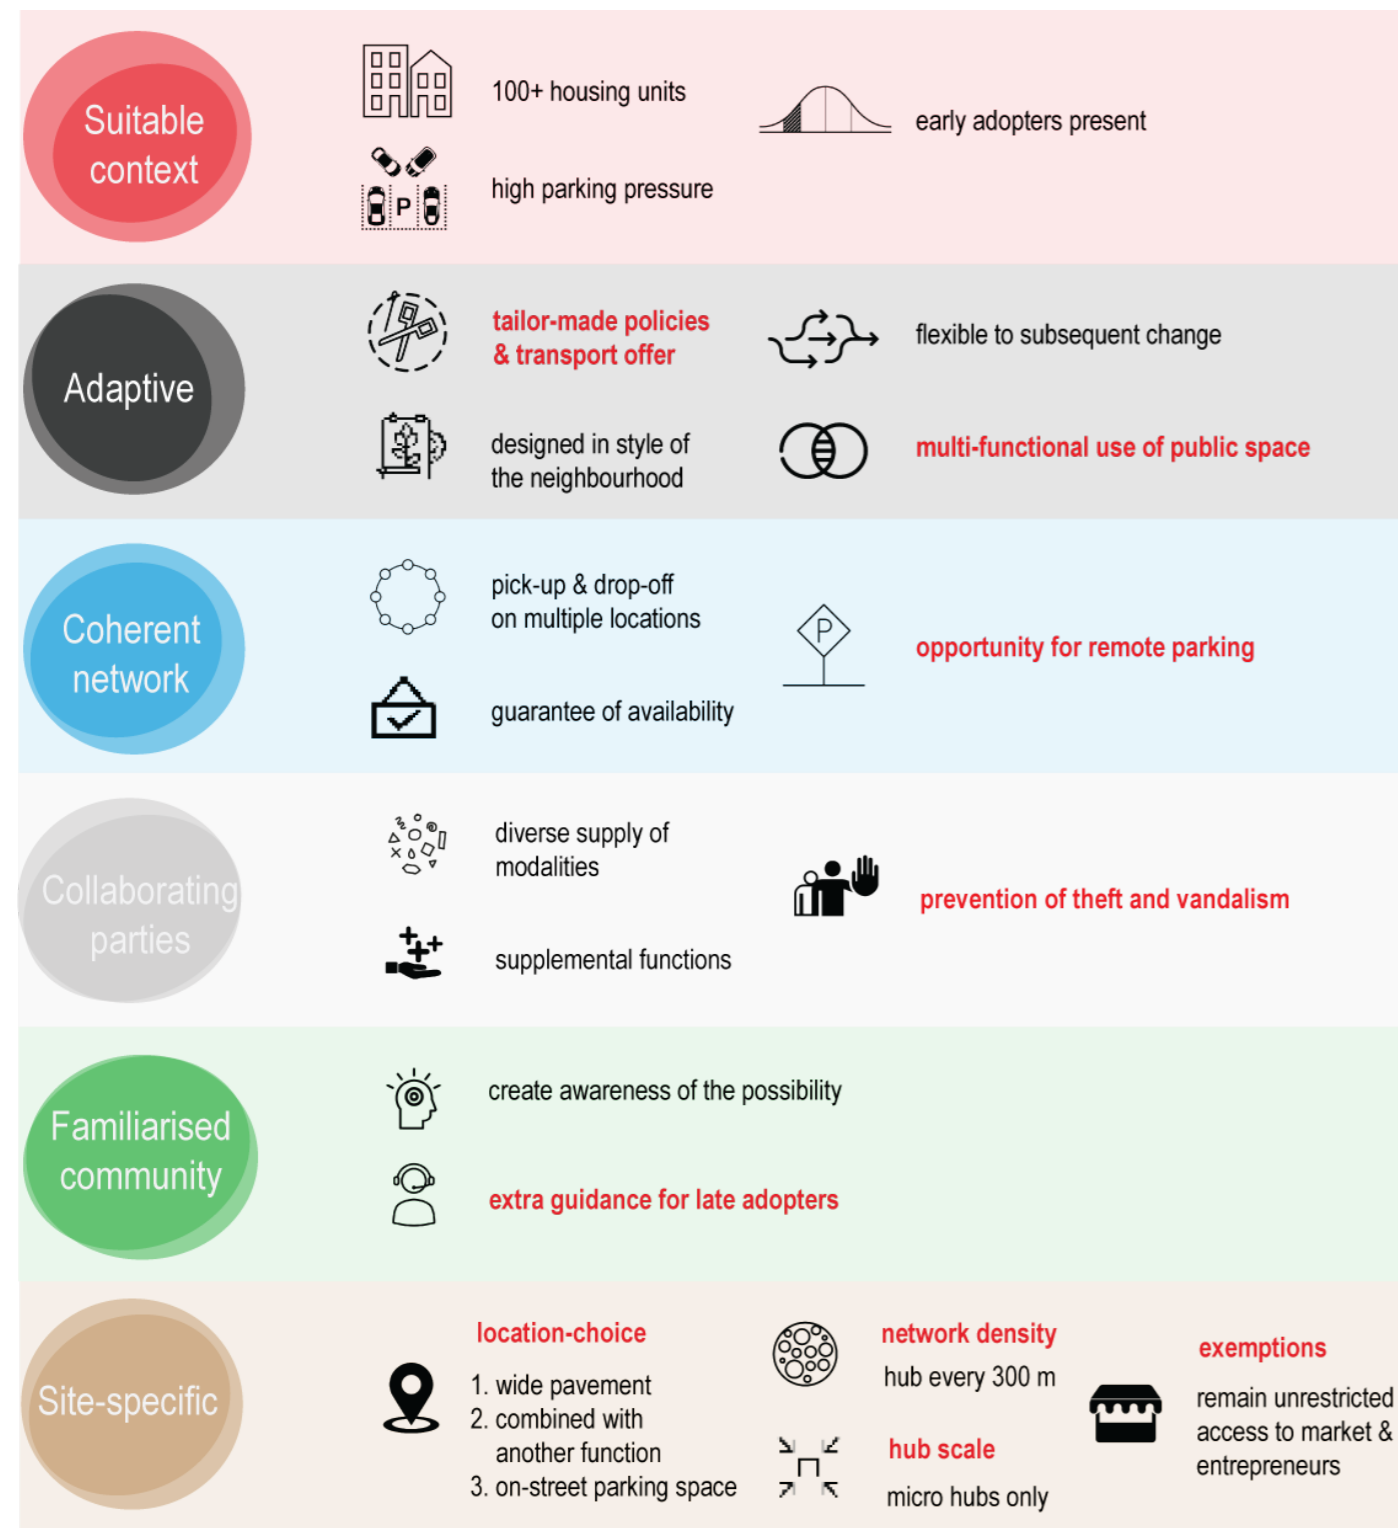 Suitable
context
100+ housing units
early adopters present
high parking pressure
P
Adaptive
tailor-made policies
& transport offer
flexible to subsequent change
designed in style of
the neighbourhood
multi-functional use of public space
Coherent
network
pick-up & drop-off
on multiple locations
P
opportunity for remote parking
guarantee of availability
Collaborating
parties
diverse supply of
modalities
prevention of theft and vandalism
supplemental functions
Familiarised
community
create awareness of the possibility
extra guidance for late adopters
Site-specific
location-choice
1. wide pavement
2. combined with
another function
3. on-street parking space
network density
hub every 300 m
hub scale
micro hubs only
exemptions
remain unrestricted
access to market &
entrepreneurs